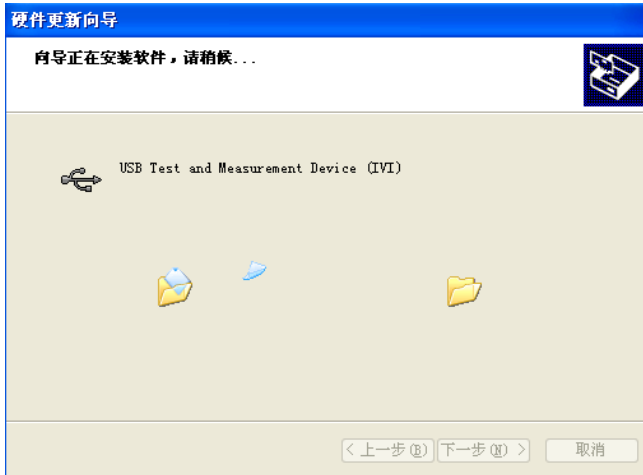 硬件更新向导
向导正在安装软件，请稍候...
USB Test and Measurement Device (IVI)
< 上一步(B)
下一步(N) >
取消